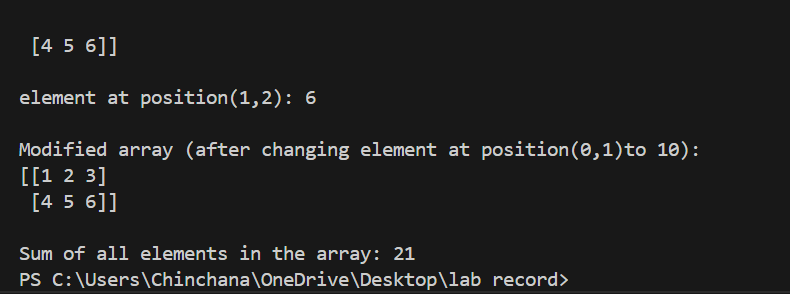 [4 5 6]]
element at position(1,2): 6
Modified array (after changing element at position(0,1)to 10):
[[1 2 3]
[4 5 6]]
Sum of all elements in the array: 21
PS C:\Users\Chinchana\OneDrive\Desktop\lab record>